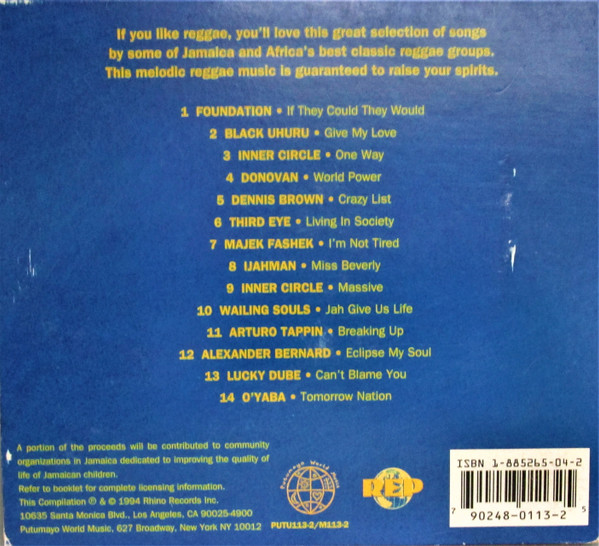 If you like reggae, you'll love this great selection of songs
by some of Jamaica and Africa's best classic reggae groups.
This melodic reggae music is guaranteed to raise your spirits.
1 FOUNDATION • If They Could They Would
2 BLACK UHURU • Give My Love
3 INNER CIRCLE • One Way
4 DONOVAN • World Power
5 DENNIS BROWN • Crazy List
6 THIRD EYE • Living In Society
7 MAJEK FASHEK • I'm Not Tired
8 IJAHMAN • Miss Beverly
9 INNER CIRCLE • Massive
10 WAILING SOULS • Jah Give Us Life
11 ARTURO TAPPIN • Breaking Up
12 ALEXANDER BERNARD • Eclipse My Soul
13 LUCKY DUBE • Can't Blame You
14 O'YABA • Tomorrow Nation
A portion of the proceeds will be contributed to community
organizations in Jamaica dedicated to improving the quality of
life of Jamaican children.
Refer to booklet for complete licensing information.
This Compilation ℗ & © 1994 Rhino Records Inc.
10635 Santa Monica Blvd., Los Angeles, CA 90025-4900
Putumayo World Music, 627 Broadway, New York NY 10012
Putumayo World Music
PUTU113-2/M113-2
REP
ISBN 1-885265-04-2
7 90248-0113-2 5